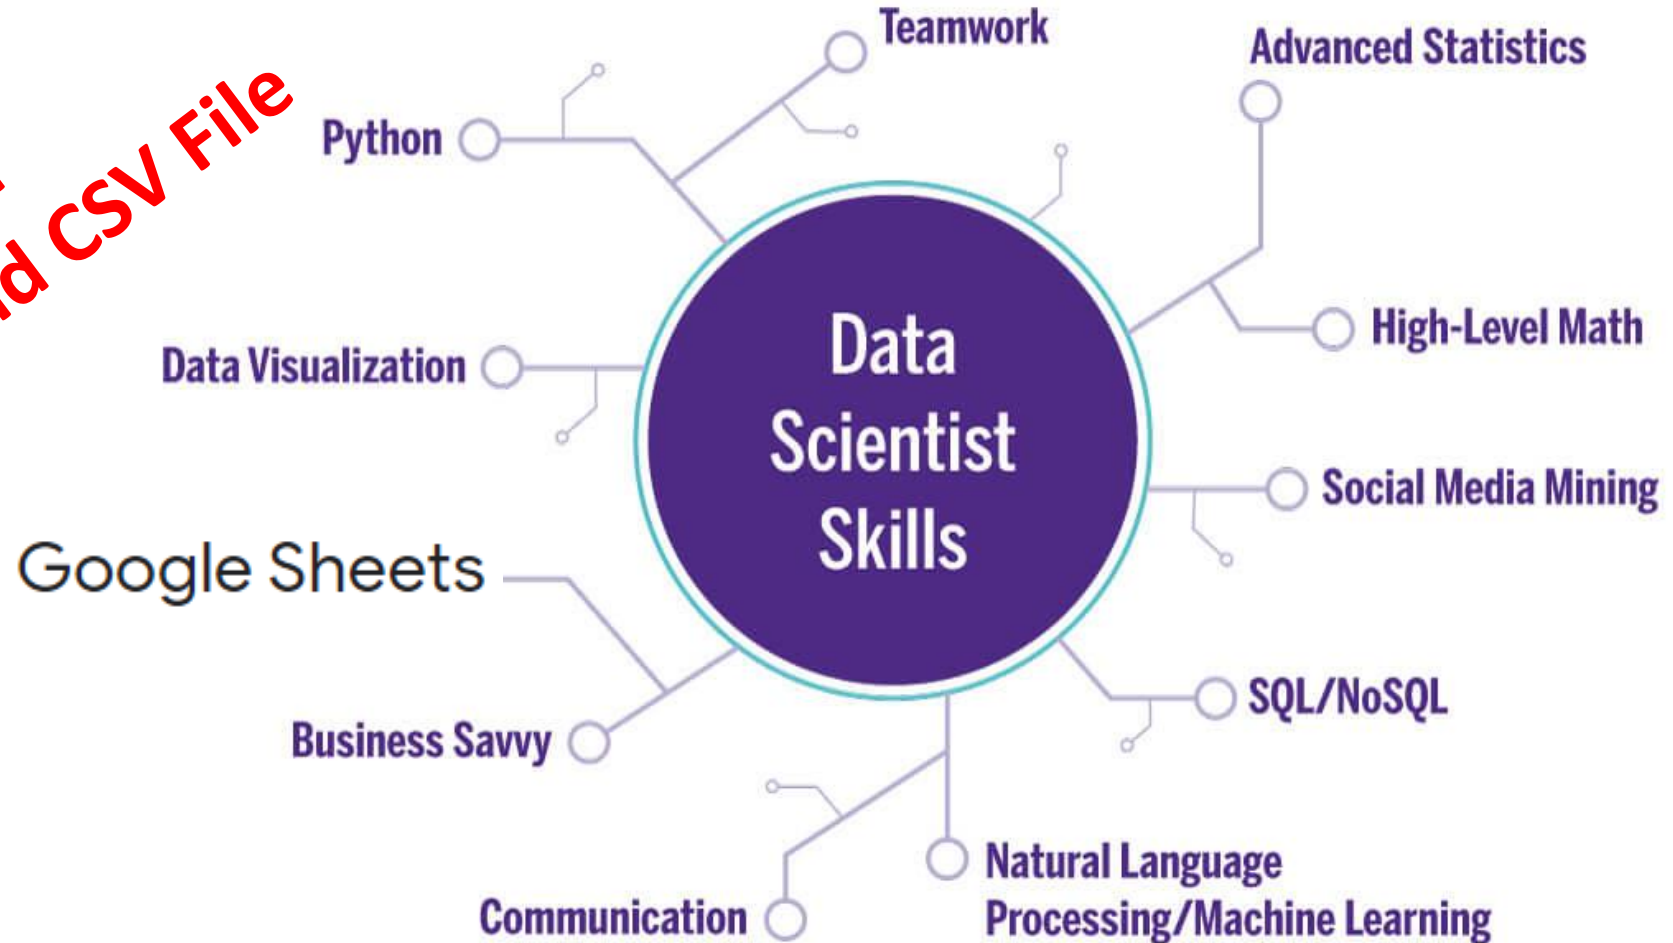 Teamwork
Advanced Statistics
CSV File
Python
Data Visualization
Data
Scientist
Skills
High-Level Math
Social Media Mining
Google Sheets
SQL/NoSQL
Business Savvy
Natural Language
Processing/Machine Learning
Communication